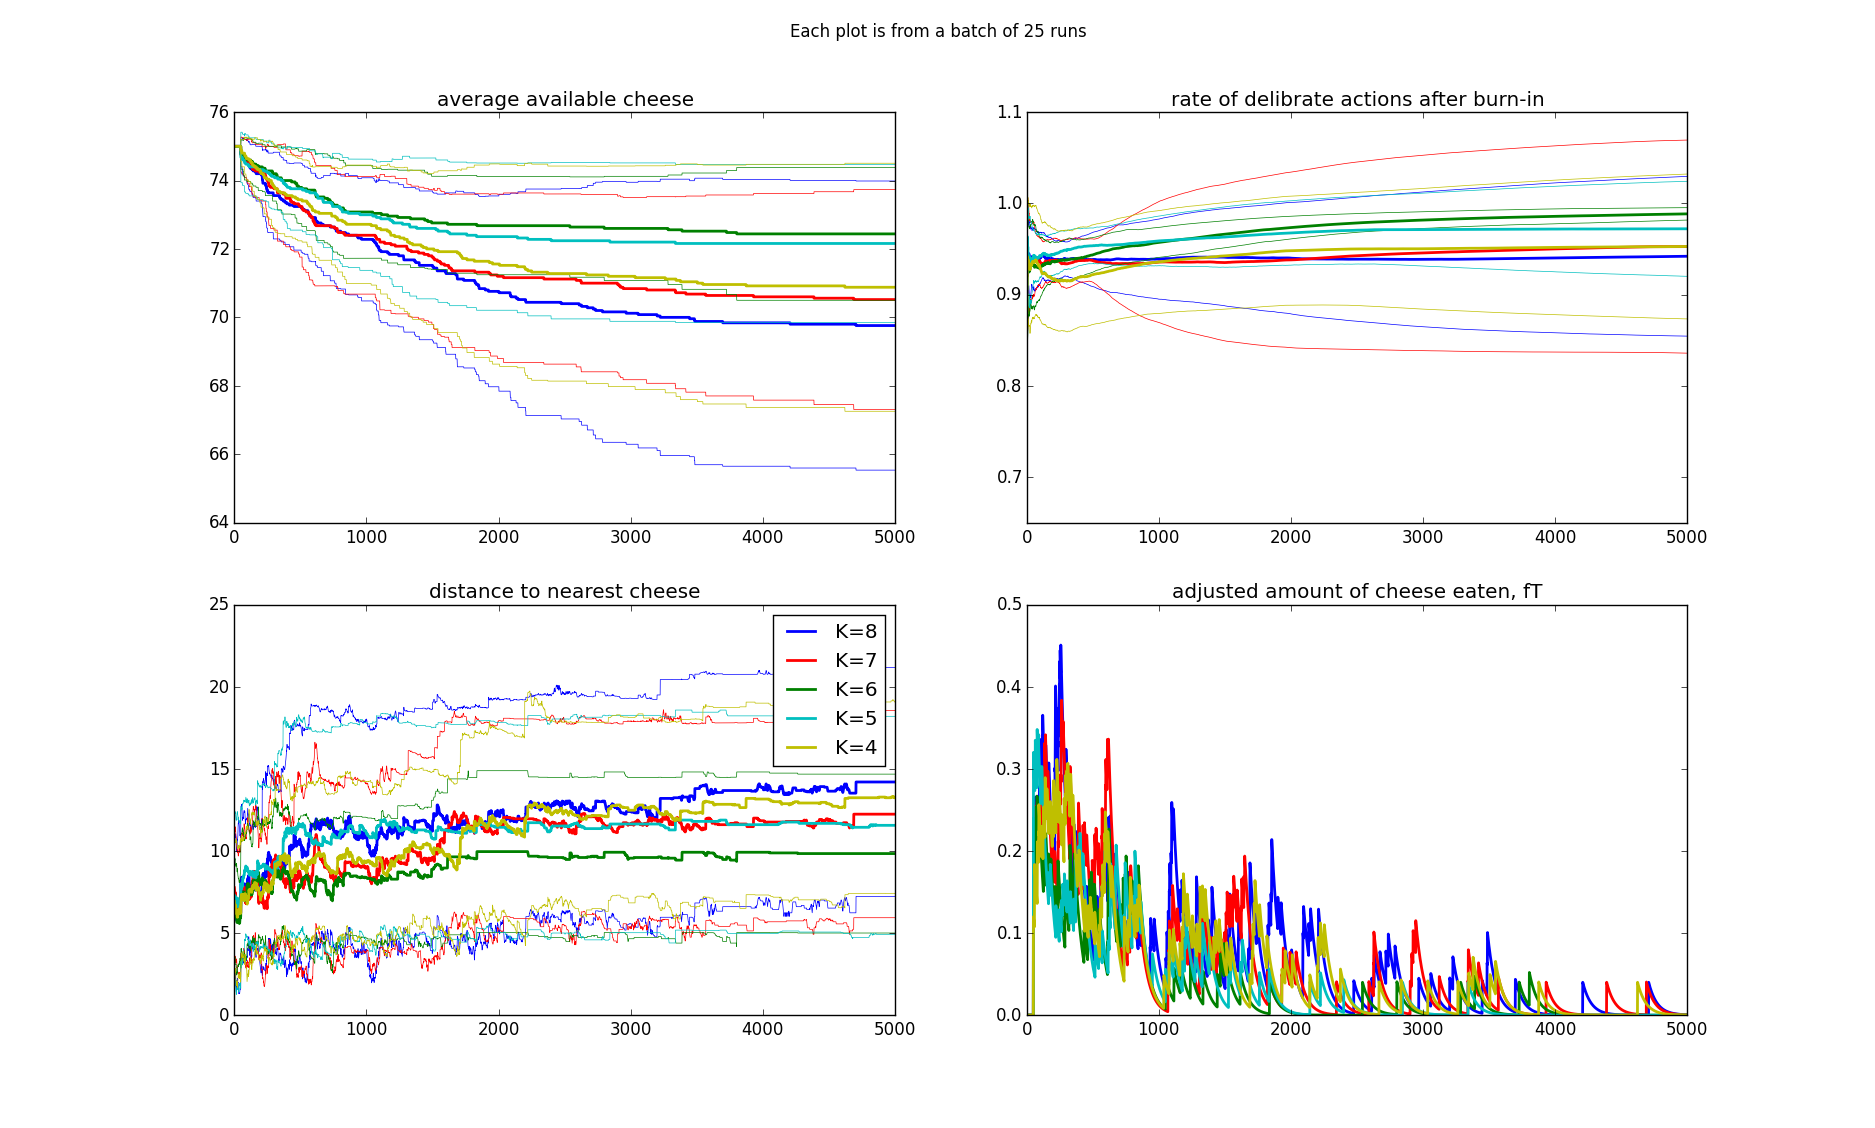 Each plot is from a batch of 25 runs
average available cheese
76
74
72
70
68
66
64
0 1000 2000 3000 4000 5000
rate of delibrate actions after burn-in
1.1
1.0
0.9
0.8
0.7
0 1000 2000 3000 4000 5000
distance to nearest cheese
25
20
15
10
5
0
0 1000 2000 3000 4000 5000
K=8
K=7
K=6
K=5
K=4
adjusted amount of cheese eaten, fT
0.5
0.4
0.3
0.2
0.1
0.0
0 1000 2000 3000 4000 5000